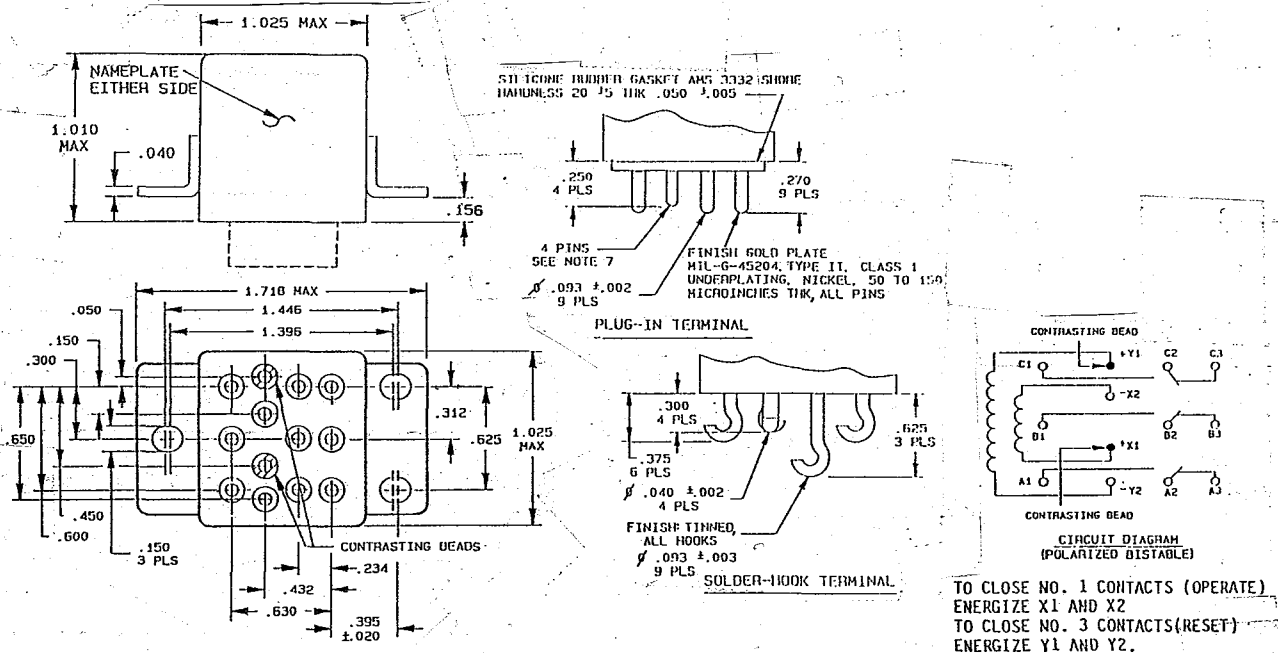 1.025 MAX
NAMEPLATE
EITHER SIDE
1.010
MAX
.040
.156
SILICONE RUBBER GASKET AMS 3332 SHORE
HARDNESS 20 ±5 THK .050 ±.005
.250
4 PLS
.270
9 PLS
4 PINS
SEE NOTE 7
Ø .093 ±.002
9 PLS
FINISH GOLD PLATE
MIL-G-45204, TYPE II, CLASS 1
UNDERPLATING, NICKEL, 50 TO 150
MICROINCHES THK, ALL PINS
PLUG-IN TERMINAL
1.718 MAX
1.446
1.396
.050
.150
.300
.650
.450
.600
.150
3 PLS
.312
.625
1.025
MAX
CONTRASTING BEADS
.234
.432
.630
.395
±.020
.300
4 PLS
.375
6 PLS
.625
3 PLS
Ø .040 ±.002
4 PLS
FINISH: TINNED,
ALL HOOKS
Ø .093 ±.003
9 PLS
SOLDER-HOOK TERMINAL
CONTRASTING BEAD
C1
+Y1
C2
C3
-X2
B1
B2
B3
+X1
A1
-Y2
A2
A3
CONTRASTING BEAD
CIRCUIT DIAGRAM
(POLARIZED BISTABLE)
TO CLOSE NO. 1 CONTACTS (OPERATE)
ENERGIZE X1 AND X2
TO CLOSE NO. 3 CONTACTS(RESET)
ENERGIZE Y1 AND Y2.